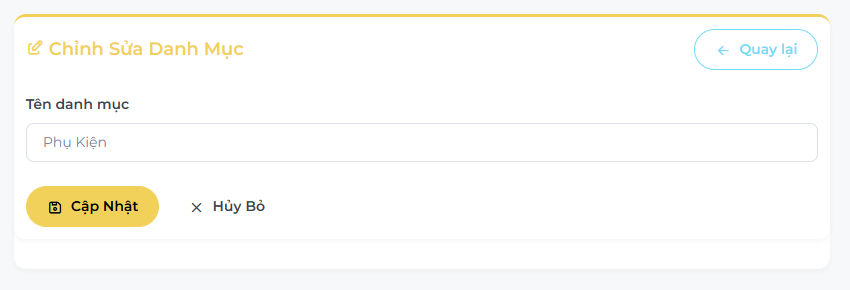 Chỉnh Sửa Danh Mục
Quay lại
Tên danh mục
Phụ Kiện
Cập Nhật
Hủy Bỏ